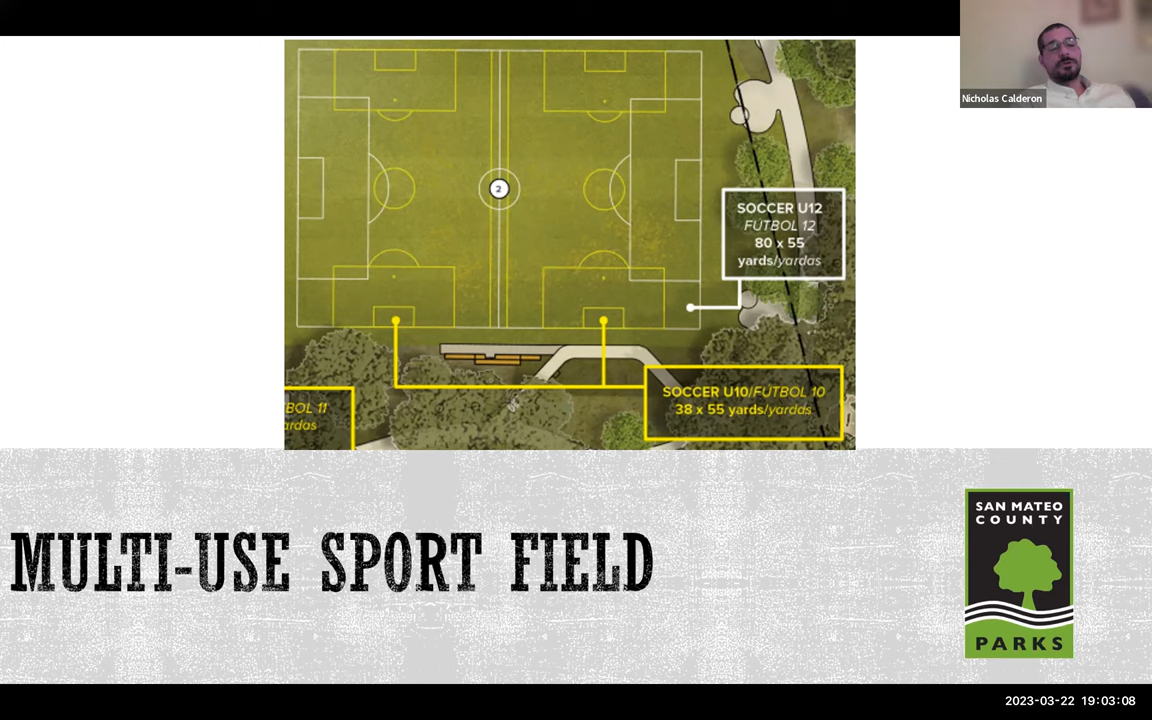 Nicholas Calderon
2
SOCCER U12
FÚTBOL 12
80 x 55
yards/yardas
SOCCER U10/FÚTBOL 10
38 x 55 yards/yardas
BOL 11
ardas
MULTI-USE SPORT FIELD
SAN MATEO
COUNTY
PARKS
2023-03-22 19:03:08